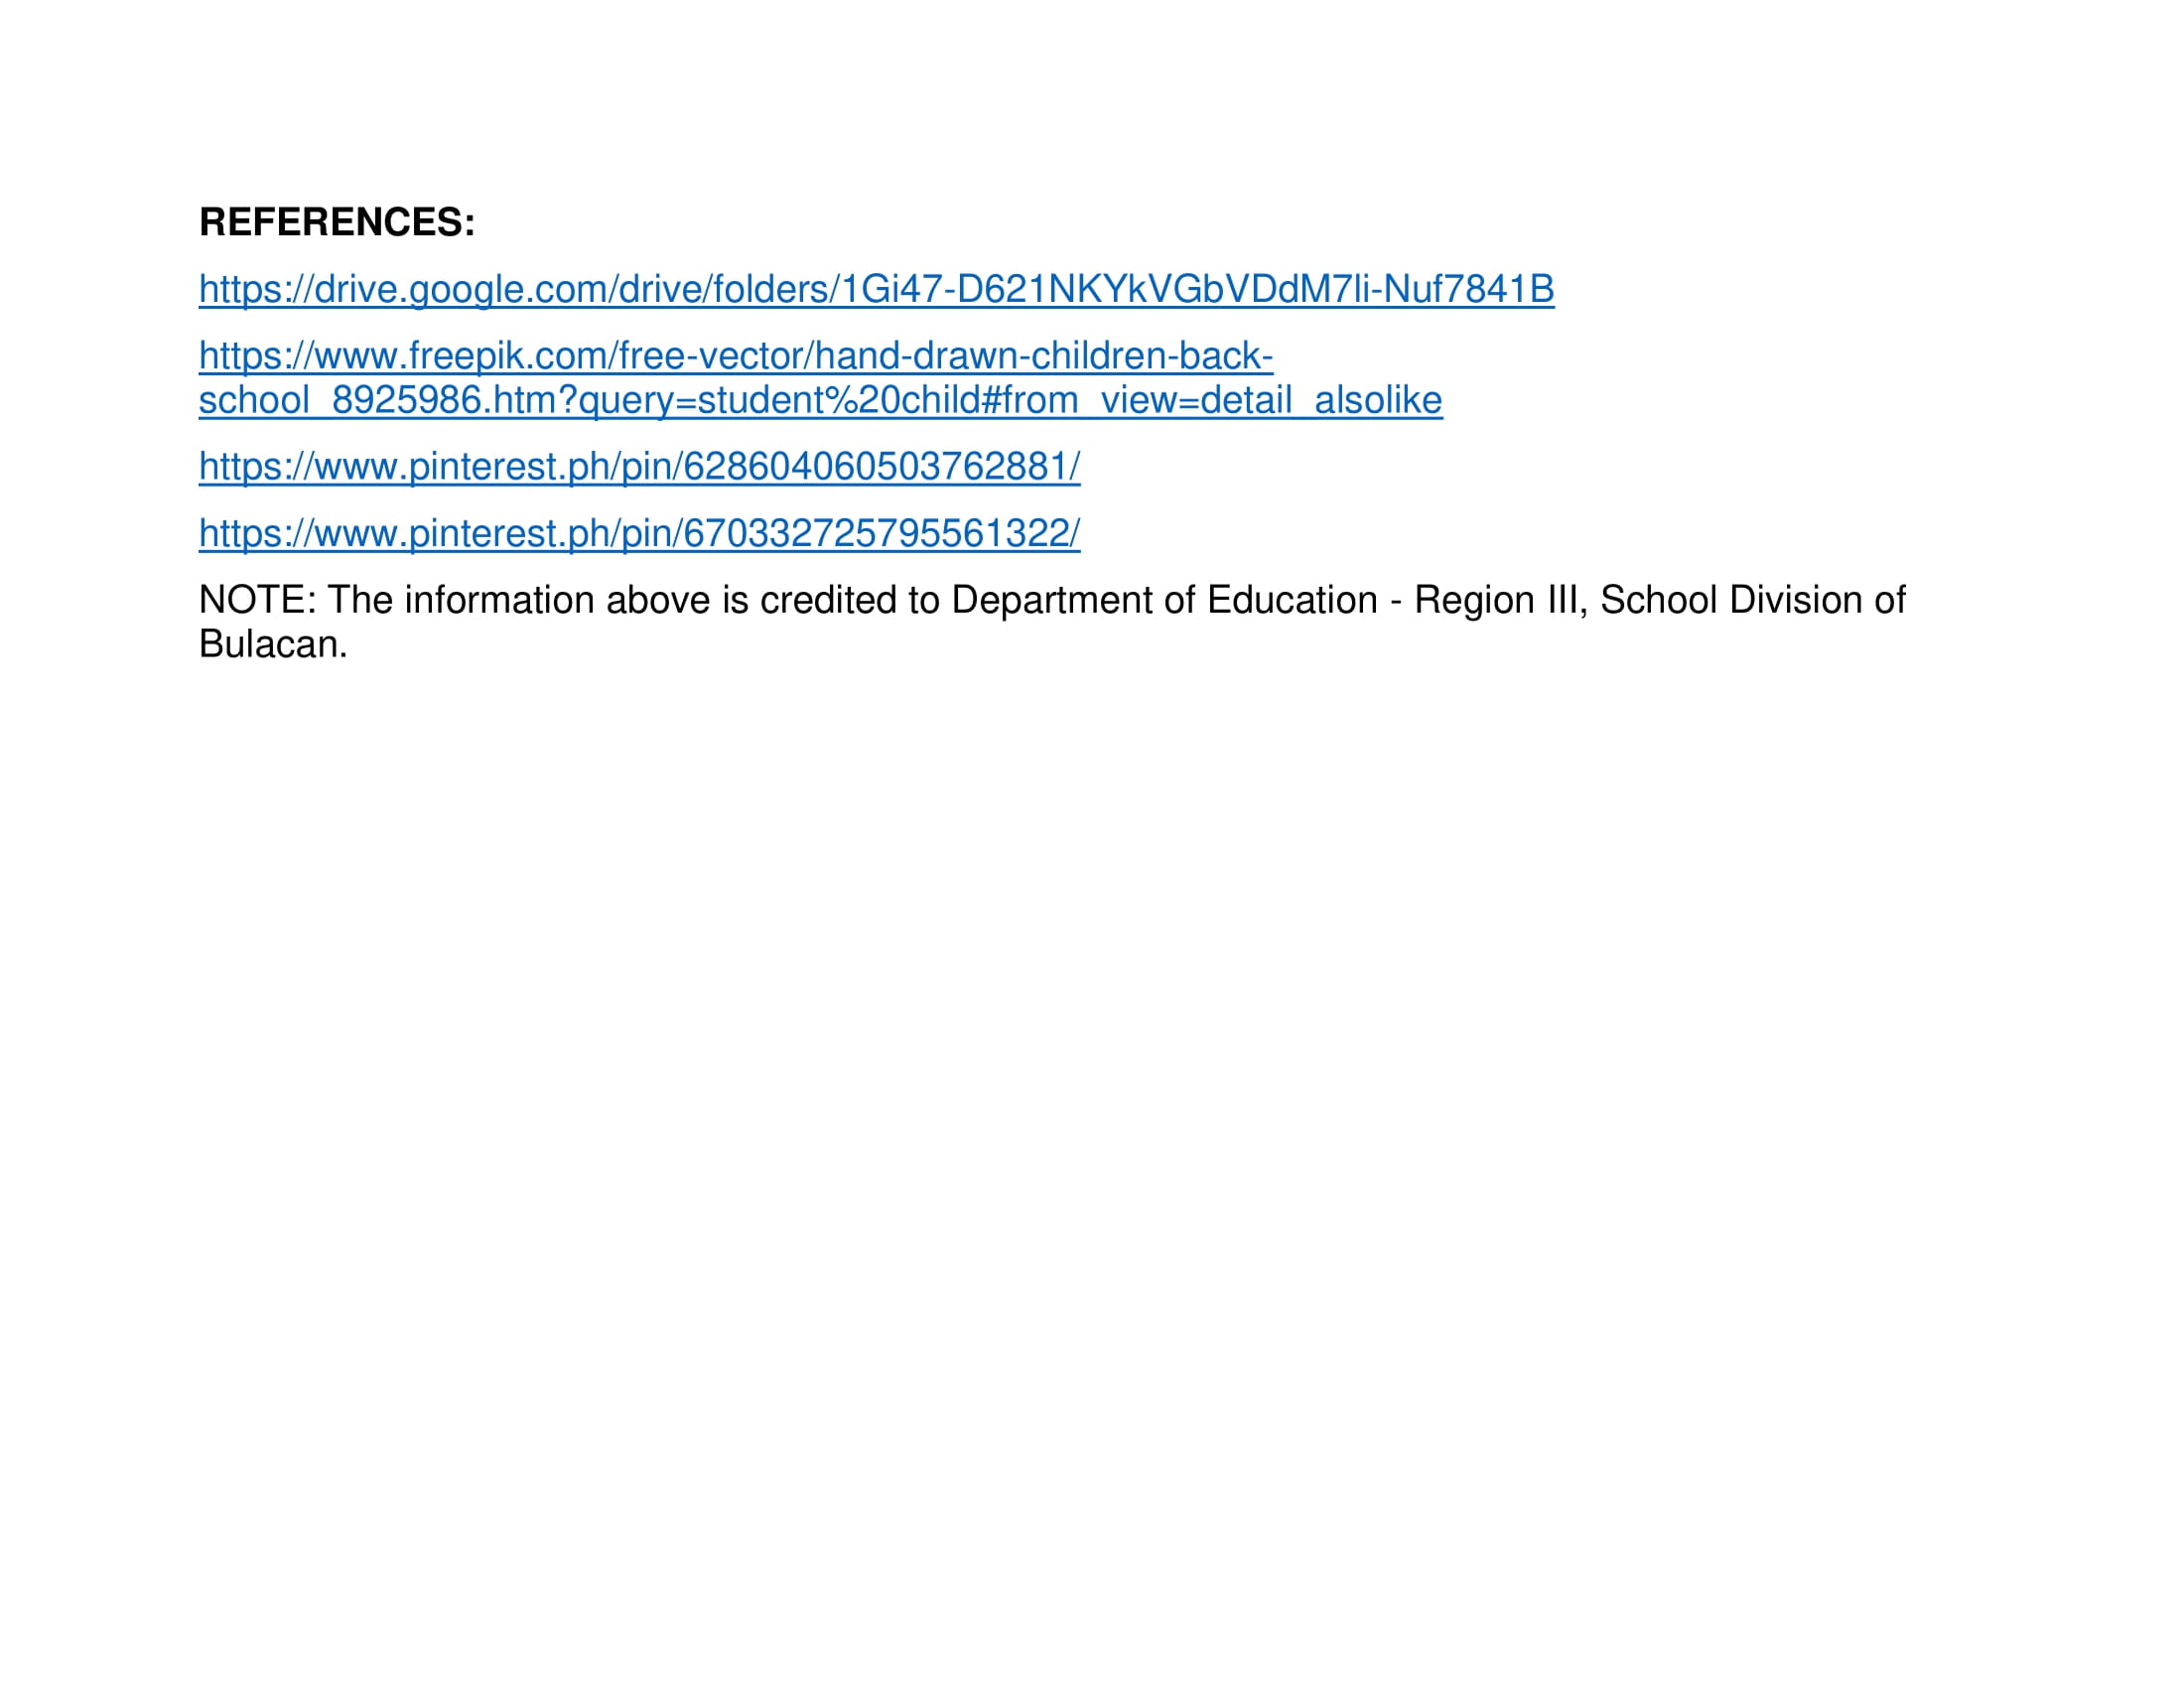 REFERENCES:
https://drive.google.com/drive/folders/1Gi47-D621NKYkVGbVDdM7li-Nuf7841B
https://www.freepik.com/free-vector/hand-drawn-children-back-
school_8925986.htm?query=student%20child#from_view=detail_alsolike
https://www.pinterest.ph/pin/628604060503762881/
https://www.pinterest.ph/pin/670332725795561322/
NOTE: The information above is credited to Department of Education - Region III, School Division of
Bulacan.